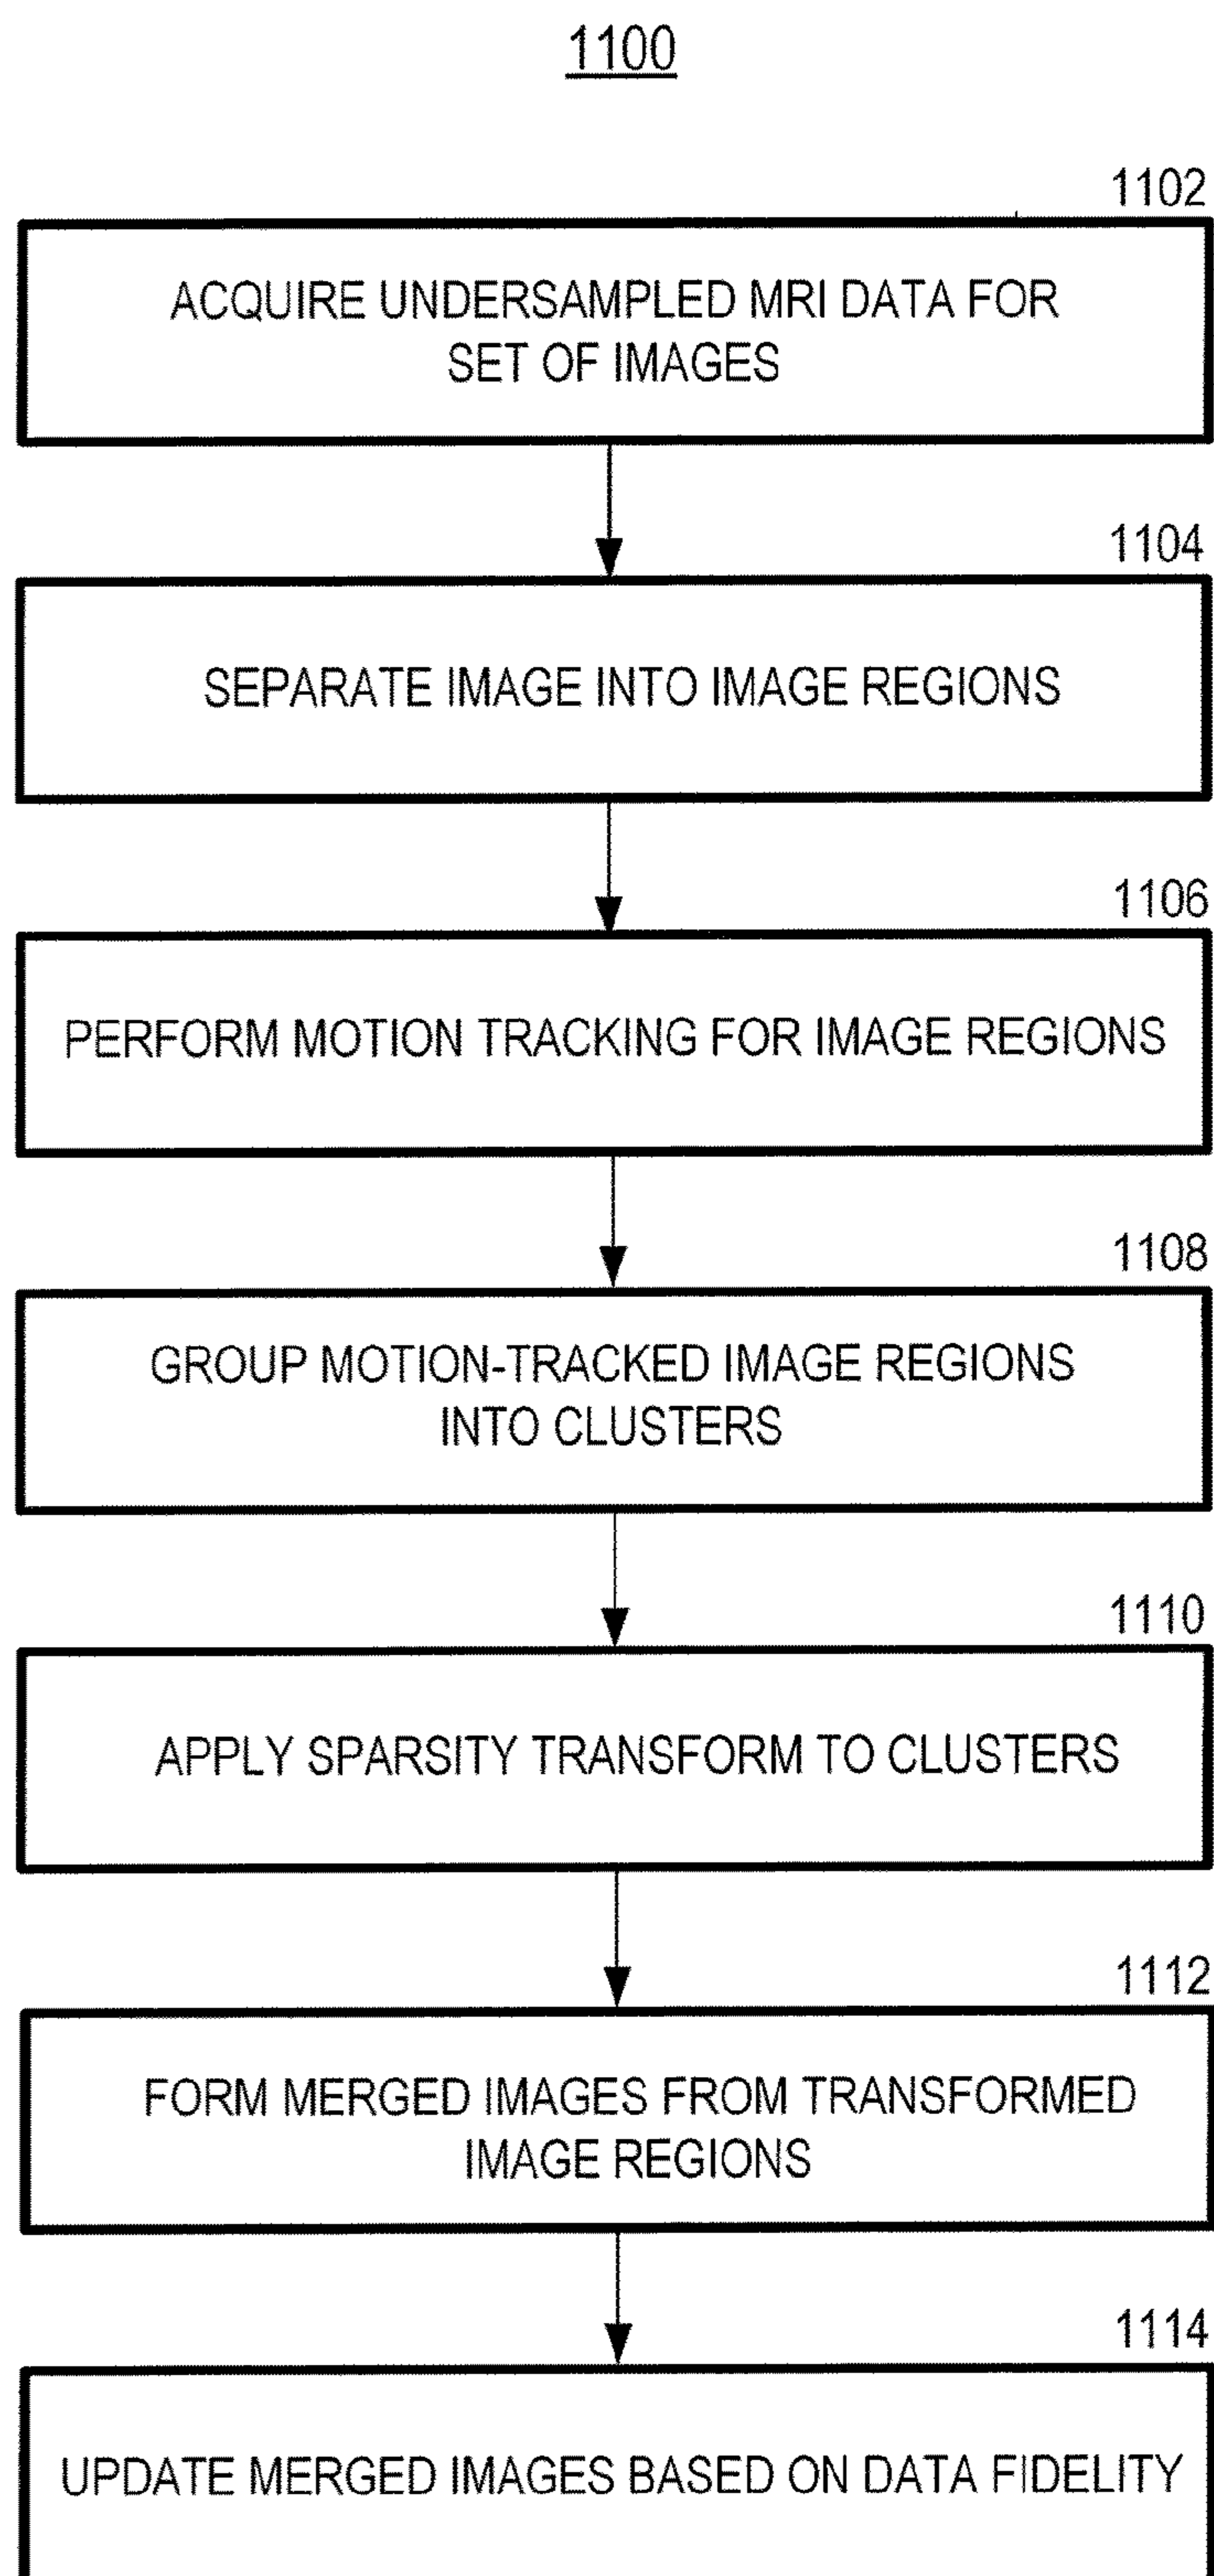 1100
1102
ACQUIRE UNDERSAMPLED MRI DATA FOR
SET OF IMAGES
1104
SEPARATE IMAGE INTO IMAGE REGIONS
1106
PERFORM MOTION TRACKING FOR IMAGE REGIONS
1108
GROUP MOTION-TRACKED IMAGE REGIONS
INTO CLUSTERS
1110
APPLY SPARSITY TRANSFORM TO CLUSTERS
1112
FORM MERGED IMAGES FROM TRANSFORMED
IMAGE REGIONS
1114
UPDATE MERGED IMAGES BASED ON DATA FIDELITY